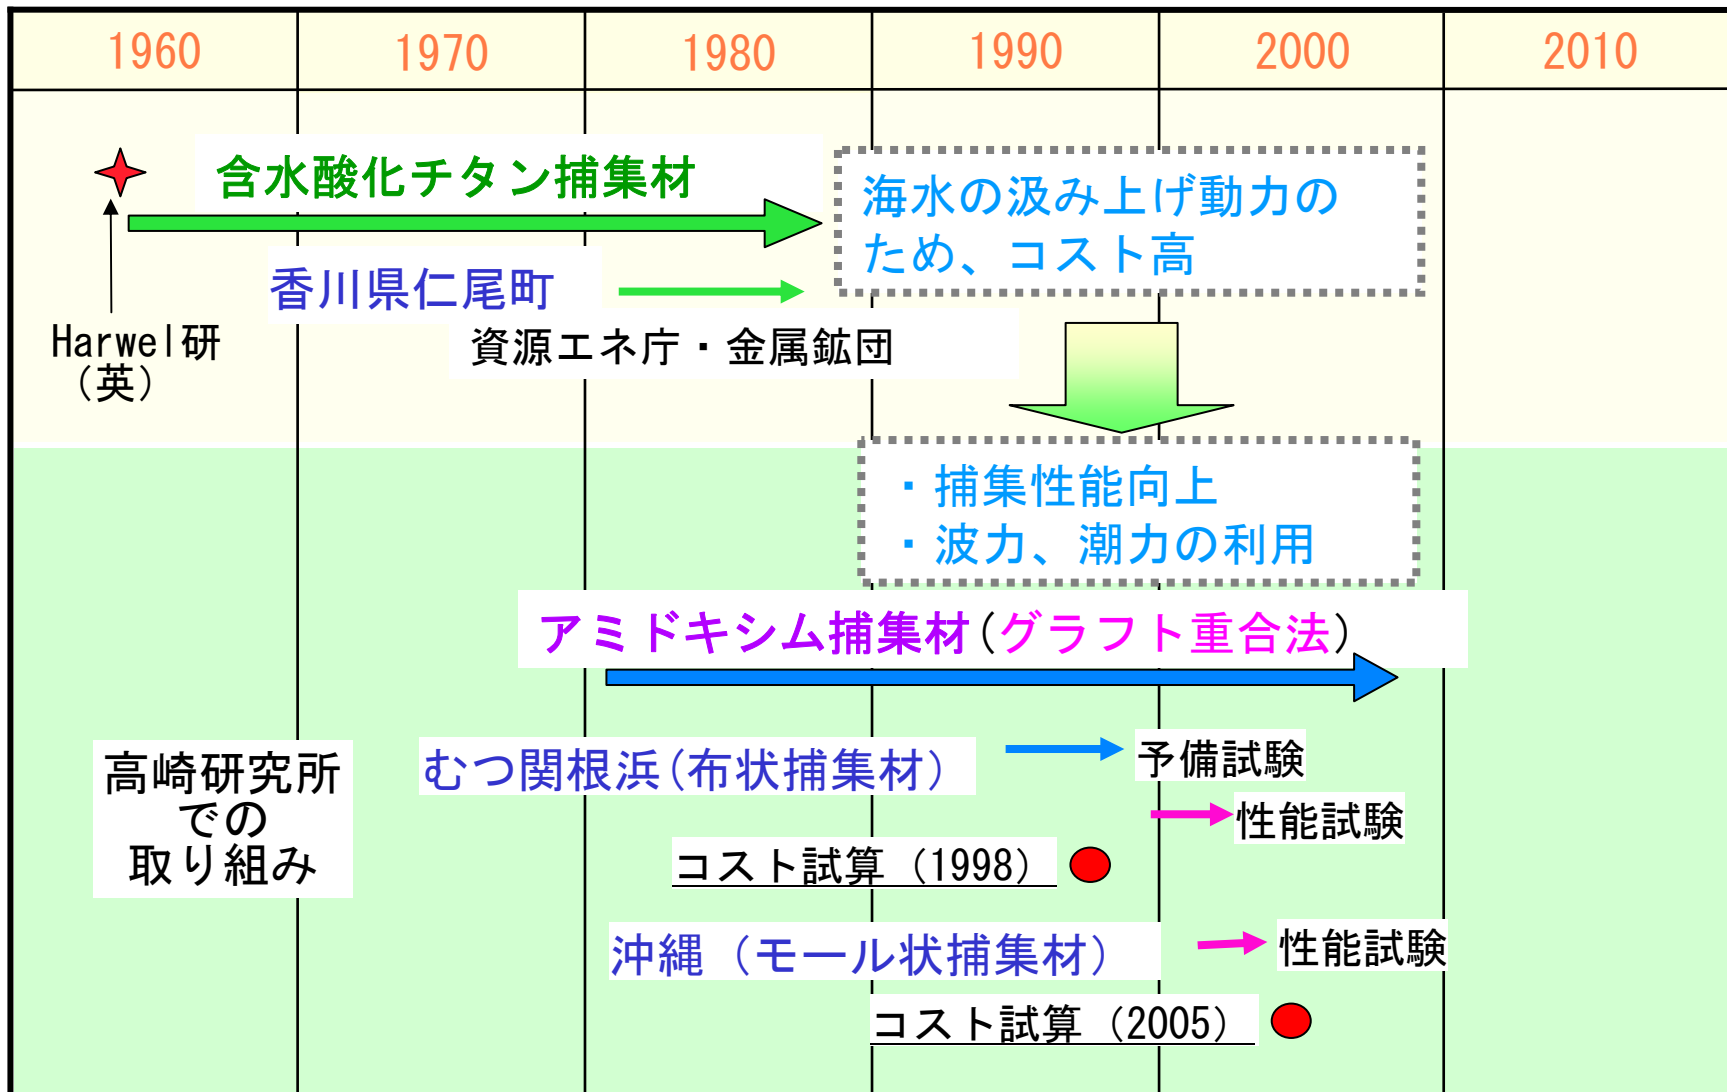 1960 1970 1980 1990 2000 2010
含水酸化チタン捕集材
海水の汲み上げ動力の
ため、コスト高
香川県仁尾町
Harwel研
（英）
資源エネ庁・金属鉱団
・捕集性能向上
・波力、潮力の利用
アミドキシム捕集材(グラフト重合法)
高崎研究所
での
取り組み
むつ関根浜(布状捕集材)
予備試験
性能試験
コスト試算（1998）
沖縄（モール状捕集材）
性能試験
コスト試算（2005）